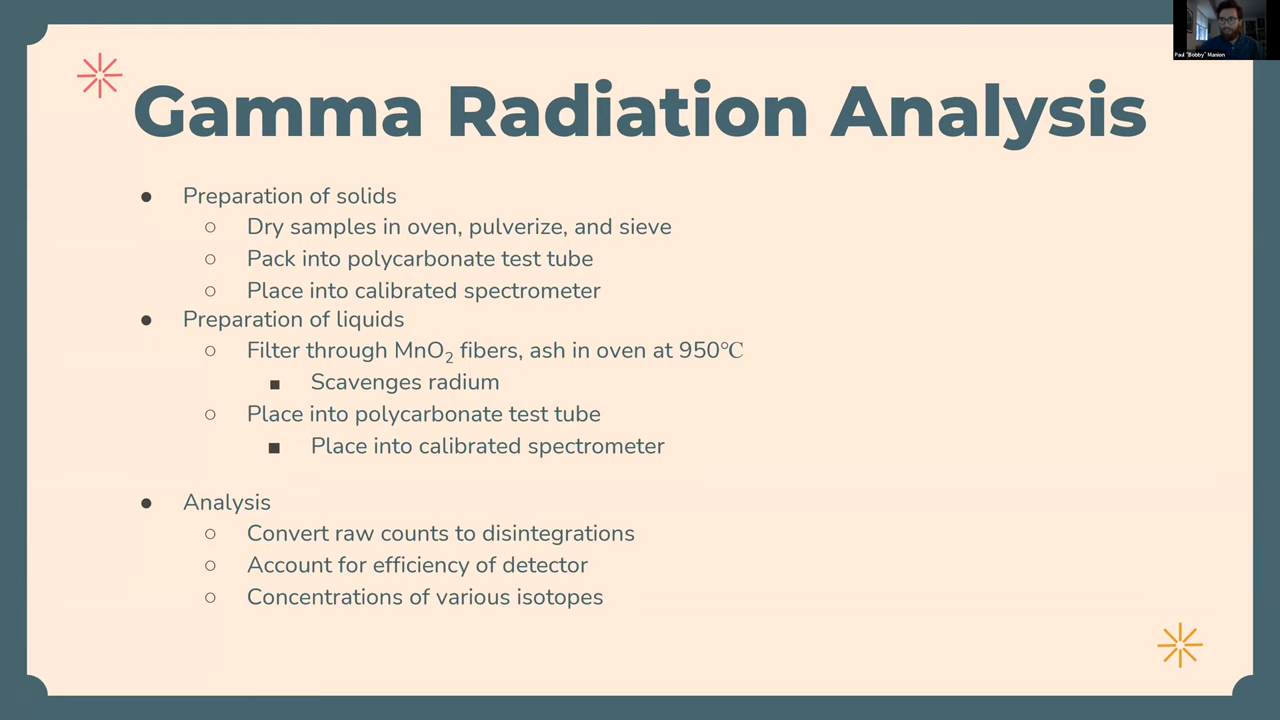 Paul "Bobby" Manion
Gamma Radiation Analysis
● Preparation of solids
○ Dry samples in oven, pulverize, and sieve
○ Pack into polycarbonate test tube
○ Place into calibrated spectrometer
● Preparation of liquids
○ Filter through MnO₂ fibers, ash in oven at 950℃
■ Scavenges radium
○ Place into polycarbonate test tube
■ Place into calibrated spectrometer
● Analysis
○ Convert raw counts to disintegrations
○ Account for efficiency of detector
○ Concentrations of various isotopes